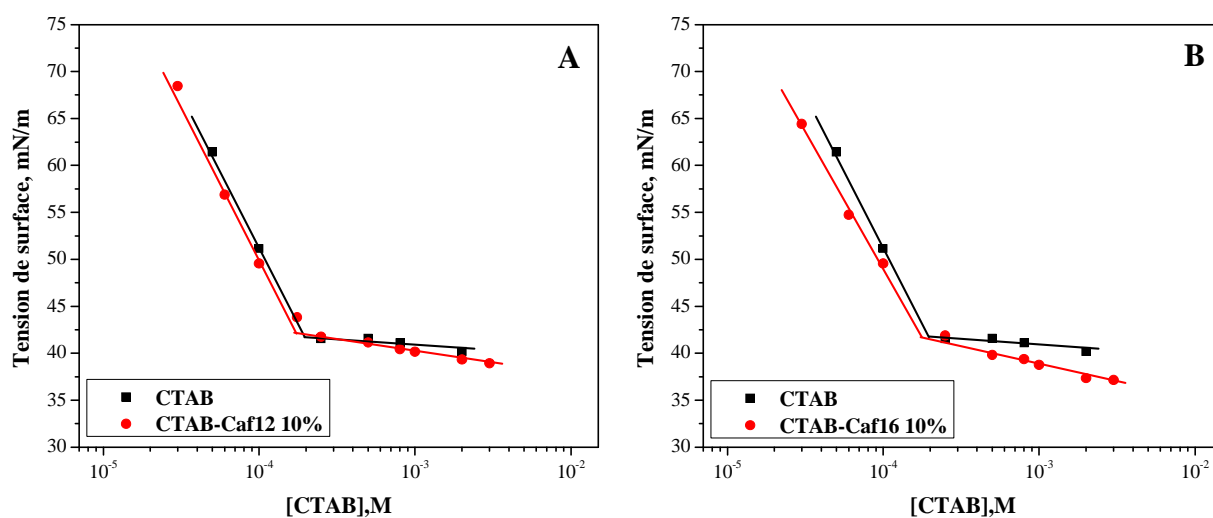 A
Tension de surface, mN/m
75
70
65
60
55
50
45
40
35
30
CTAB
CTAB-Caf12 10%
10-5
10-4
10-3
10-2
[CTAB],M
B
Tension de surface, mN/m
75
70
65
60
55
50
45
40
35
30
CTAB
CTAB-Caf16 10%
10-5
10-4
10-3
10-2
[CTAB],M